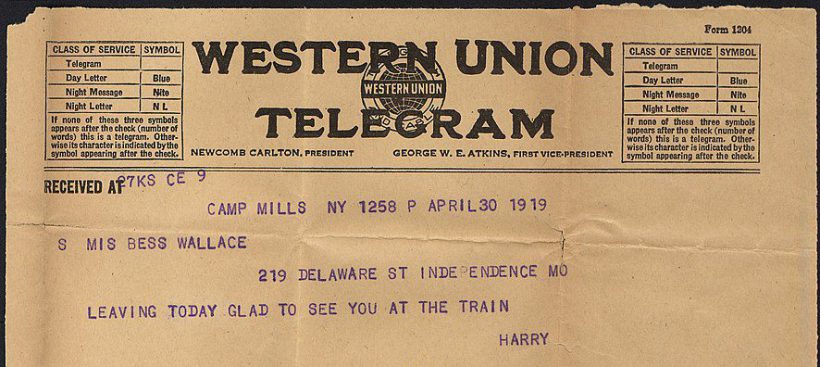 Form 1204
CLASS OF SERVICE SYMBOL
Telegram
Day Letter Blue
Night Message Nite
Night Letter N L
If none of these three symbols
appears after the check (number of
words) this is a telegram. Other-
wise its character is indicated by the
symbol appearing after the check.
WESTERN UNION
WESTERN UNION
TELEGRAM
NEWCOMB CARLTON, PRESIDENT GEORGE W. E. ATKINS, FIRST VICE-PRESIDENT
CLASS OF SERVICE SYMBOL
Telegram
Day Letter Blue
Night Message Nite
Night Letter N L
If none of these three symbols
appears after the check (number of
words) this is a telegram. Other-
wise its character is indicated by the
symbol appearing after the check.
RECEIVED AT 27KS CE 9
CAMP MILLS NY 1258 P APRIL 30 1919
S MIS BESS WALLACE
219 DELAWARE ST INDEPENDENCE MO
LEAVING TODAY GLAD TO SEE YOU AT THE TRAIN
HARRY